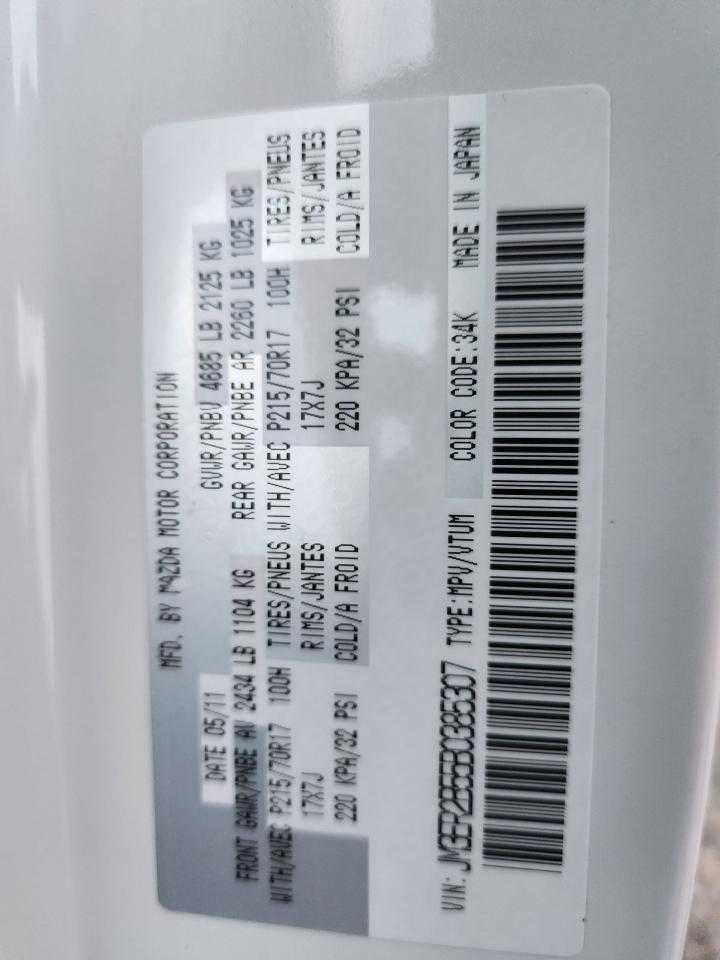 MFD. BY MAZDA MOTOR CORPORATION
DATE 05/11 GVWR/PNBV 4685 LB 2125 KG
FRONT GAWR/PNBE AV 2434 LB 1104 KG REAR GAWR/PNBE AR 2260 LB 1025 KG
WITH/AVEC P215/70R17 100H TIRES/PNEUS WITH/AVEC P215/70R17 100H TIRES/PNEUS
17X7J RIMS/JANTES 17X7J RIMS/JANTES
220 KPA/32 PSI COLD/A FROID 220 KPA/32 PSI COLD/A FROID
VIN: JM3ER2B55B0385307 TYPE:MPV/VTUM COLOR CODE:34K MADE IN JAPAN